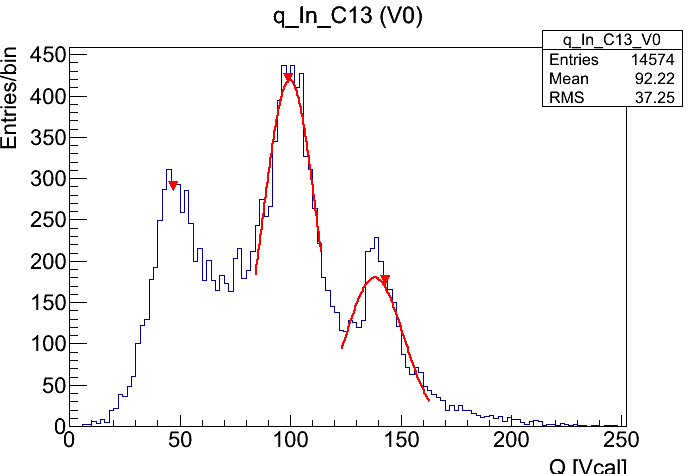 q_In_C13 (V0)
q_In_C13_V0
Entries 14574
Mean 92.22
RMS 37.25
Entries/bin
450
400
350
300
250
200
150
100
50
0
0 50 100 150 200 250
Q [Vcal]